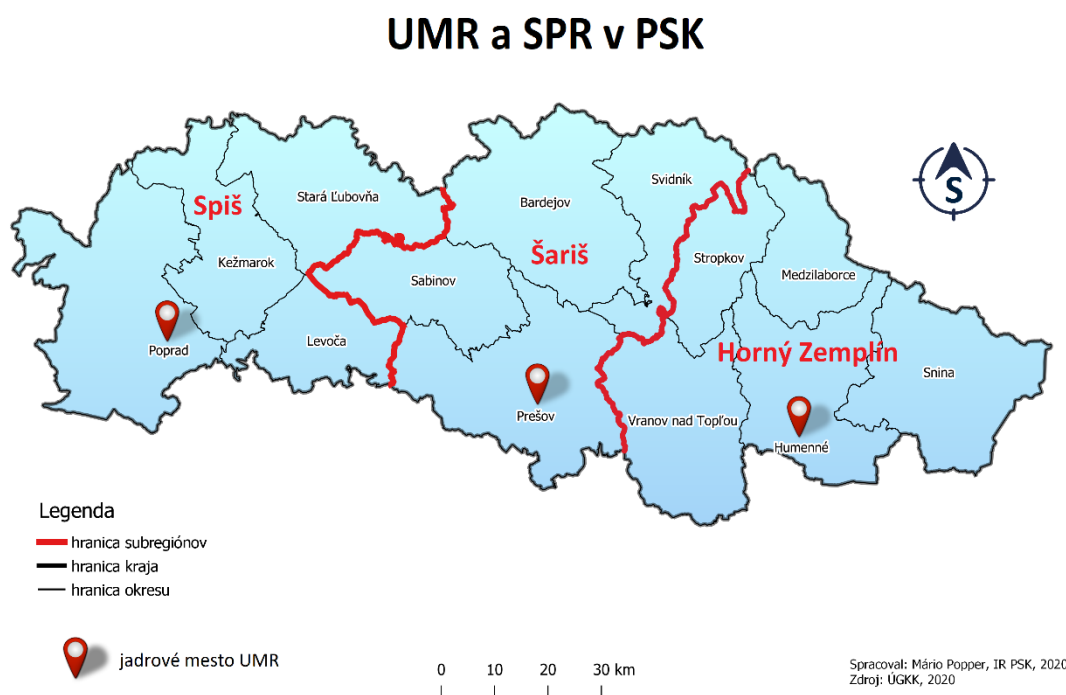 UMR a SPR v PSK
Svidník
Stará Ľubovňa
Bardejov
Spiš
Šariš
Stropkov
Kežmarok
Medzilaborce
Sabinov
S
Levoča
Poprad
Horný Zemplín
Snina
Prešov
Vranov nad Topľou
Humenné
Legenda
hranica subregiónov
hranica kraja
hranica okresu
jadrové mesto UMR
0 10 20 30 km
Spracoval: Mário Popper, IR PSK, 2020
Zdroj: ÚGKK, 2020